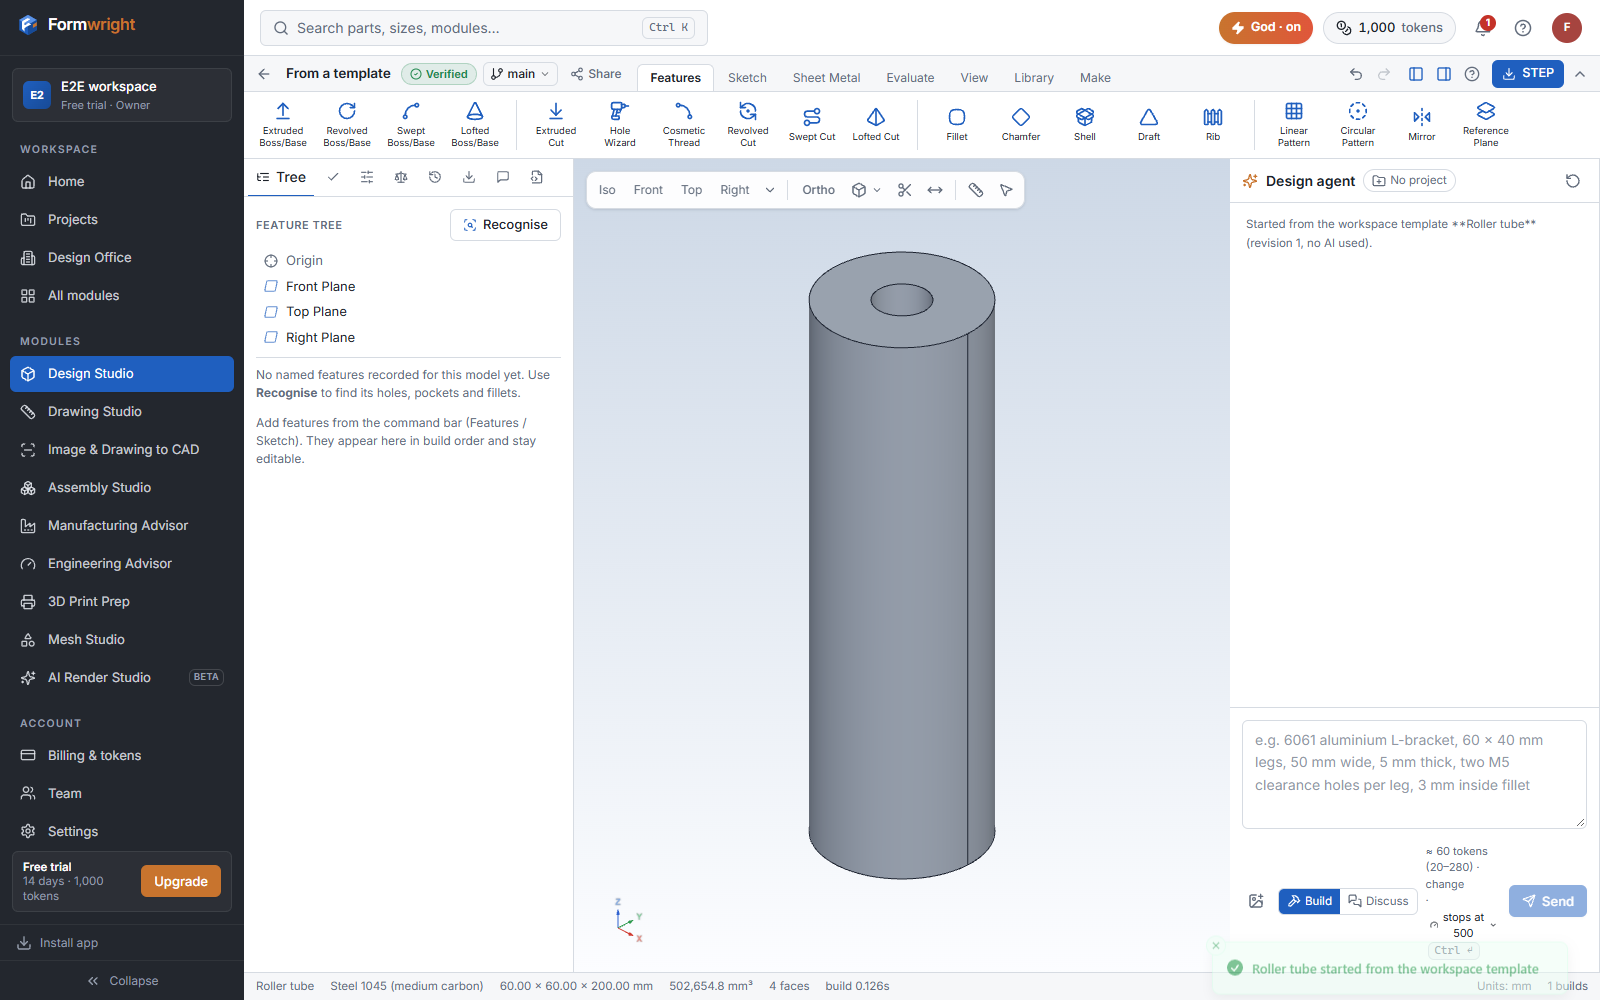 Formwright
Search parts, sizes, modules...
Ctrl K
God · on
1,000 tokens
1
F
E2
E2E workspace
Free trial · Owner
WORKSPACE
Home
Projects
Design Office
All modules
MODULES
Design Studio
Drawing Studio
Image & Drawing to CAD
Assembly Studio
Manufacturing Advisor
Engineering Advisor
3D Print Prep
Mesh Studio
AI Render Studio
BETA
ACCOUNT
Billing & tokens
Team
Settings
Free trial
14 days · 1,000
tokens
Upgrade
Install app
Collapse
From a template
Verified
main
Share
Features
Sketch
Sheet Metal
Evaluate
View
Library
Make
STEP
Extruded
Boss/Base
Revolved
Boss/Base
Swept
Boss/Base
Lofted
Boss/Base
Extruded
Cut
Hole
Wizard
Cosmetic
Thread
Revolved
Cut
Swept Cut
Lofted Cut
Fillet
Chamfer
Shell
Draft
Rib
Linear
Pattern
Circular
Pattern
Mirror
Reference
Plane
Tree
FEATURE TREE
Recognise
Origin
Front Plane
Top Plane
Right Plane
No named features recorded for this model yet. Use
Recognise to find its holes, pockets and fillets.
Add features from the command bar (Features /
Sketch). They appear here in build order and stay
editable.
Iso
Front
Top
Right
Ortho
Z
Y
X
Design agent
No project
Started from the workspace template **Roller tube**
(revision 1, no AI used).
e.g. 6061 aluminium L-bracket, 60 × 40 mm
legs, 50 mm wide, 5 mm thick, two M5
clearance holes per leg, 3 mm inside fillet
Build
Discuss
≈ 60 tokens
(20–280) ·
change
·
stops at
500
Ctrl ⏎
Send
Roller tube started from the workspace template
Roller tube
Steel 1045 (medium carbon)
60.00 × 60.00 × 200.00 mm
502,654.8 mm³
4 faces
build 0.126s
Units: mm
1 builds